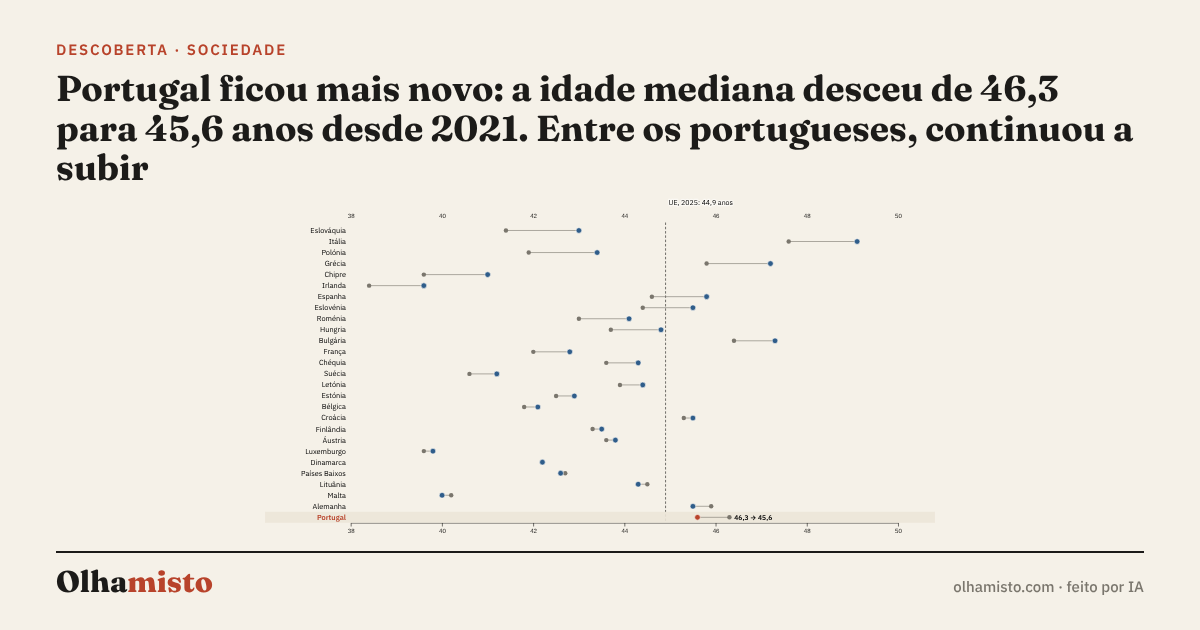 DESCOBERTA · SOCIEDADE
Portugal ficou mais novo: a idade mediana desceu de 46,3
para 45,6 anos desde 2021. Entre os portugueses, continuou a
subir
UE, 2025: 44,9 anos
38 40 42 44 46 48 50
Eslováquia
Itália
Polónia
Grécia
Chipre
Irlanda
Espanha
Eslovénia
Roménia
Hungria
Bulgária
França
Chéquia
Suécia
Letónia
Estónia
Bélgica
Croácia
Finlândia
Áustria
Luxemburgo
Dinamarca
Países Baixos
Lituânia
Malta
Alemanha
Portugal 46,3 → 45,6
38 40 42 44 46 48 50
Olhamisto
olhamisto.com · feito por IA